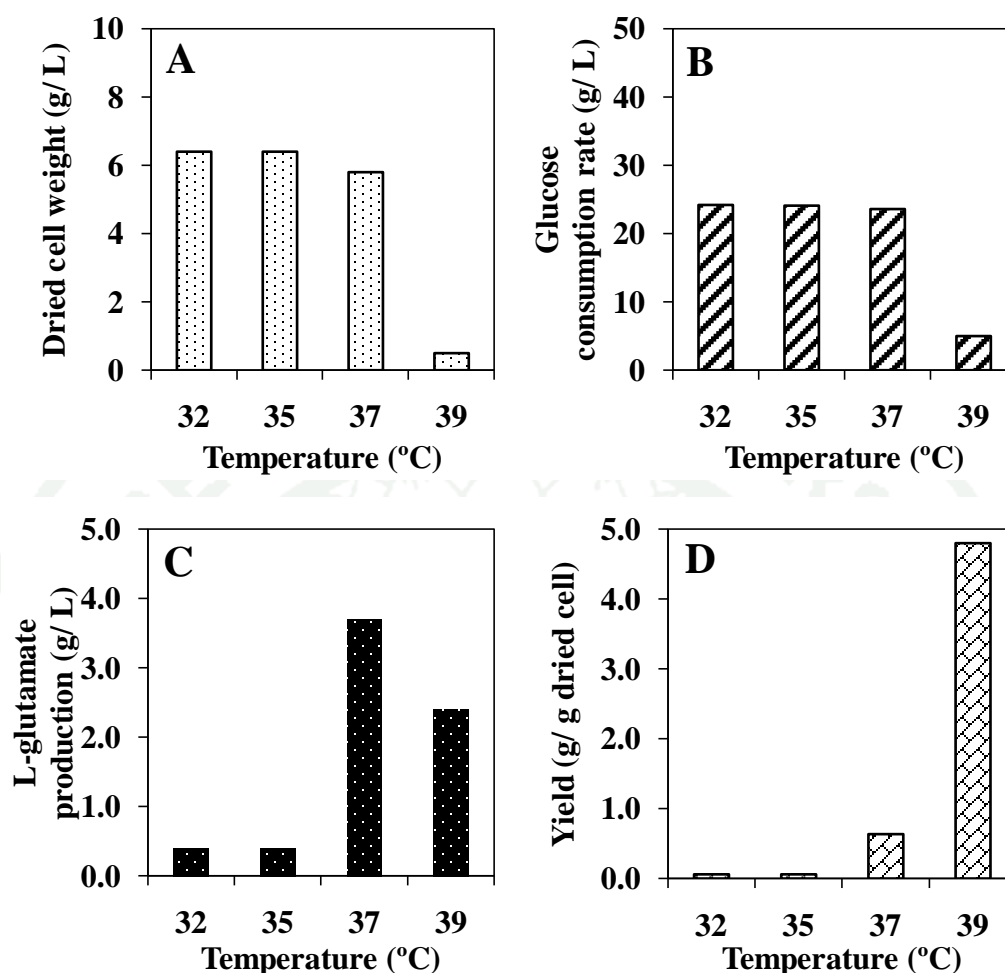 A
Dried cell weight (g/ L)
10
8
6
4
2
0
32 35 37 39
Temperature (ºC)
B
Glucose
consumption rate (g/ L)
50
40
30
20
10
0
32 35 37 39
Temperature (ºC)
C
L-glutamate
production (g/ L)
5.0
4.0
3.0
2.0
1.0
0.0
32 35 37 39
Temperature (ºC)
D
Yield (g/ g dried cell)
5.0
4.0
3.0
2.0
1.0
0.0
32 35 37 39
Temperature (ºC)